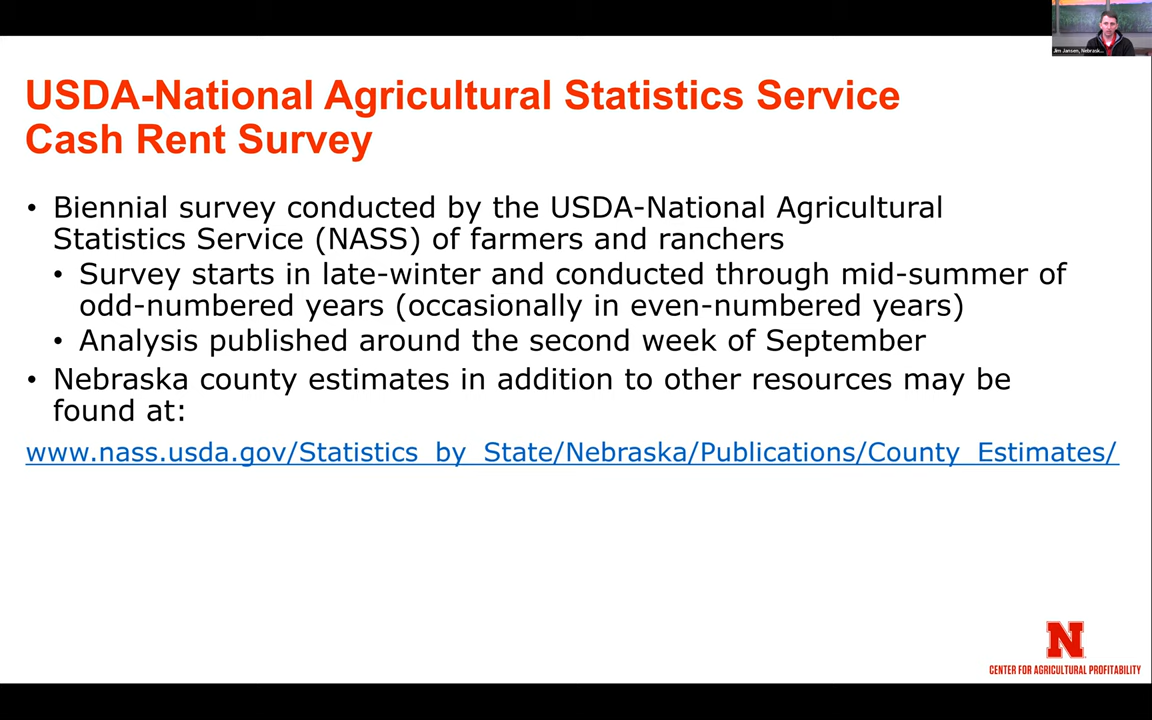 Jim Jansen, Nebrask...
USDA-National Agricultural Statistics Service
Cash Rent Survey
• Biennial survey conducted by the USDA-National Agricultural
Statistics Service (NASS) of farmers and ranchers
• Survey starts in late-winter and conducted through mid-summer of
odd-numbered years (occasionally in even-numbered years)
• Analysis published around the second week of September
• Nebraska county estimates in addition to other resources may be
found at:
www.nass.usda.gov/Statistics_by_State/Nebraska/Publications/County_Estimates/
N
CENTER FOR AGRICULTURAL PROFITABILITY